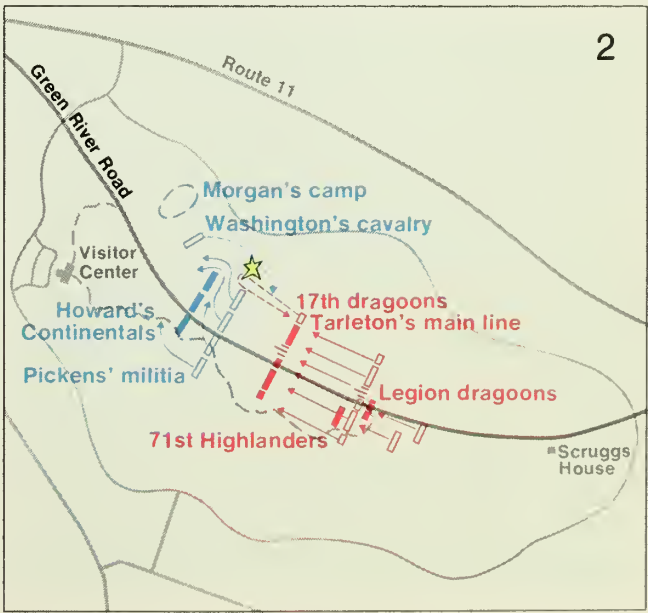 2
Route 11
Green River Road
Morgan's camp
Washington's cavalry
Visitor
Center
17th dragoons
Howard's
Continentals
Tarleton's main line
Pickens' militia
Legion dragoons
71st Highlanders
Scruggs
House